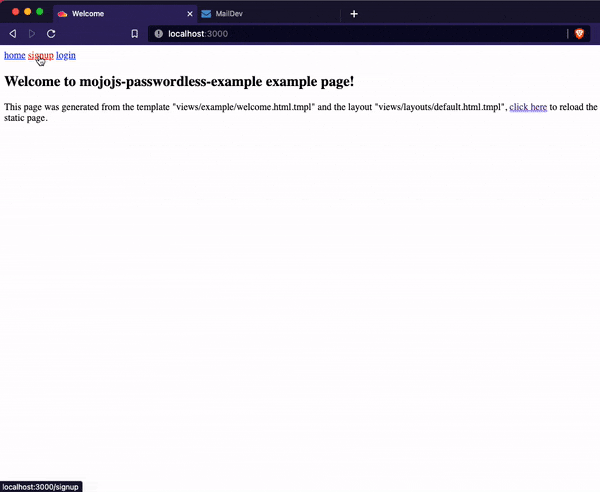 Welcome
MailDev
localhost:3000
home signup login
Welcome to mojojs-passwordless-example example page!
This page was generated from the template "views/example/welcome.html.tmpl" and the layout "views/layouts/default.html.tmpl", click here to reload the
static page.
localhost:3000/signup